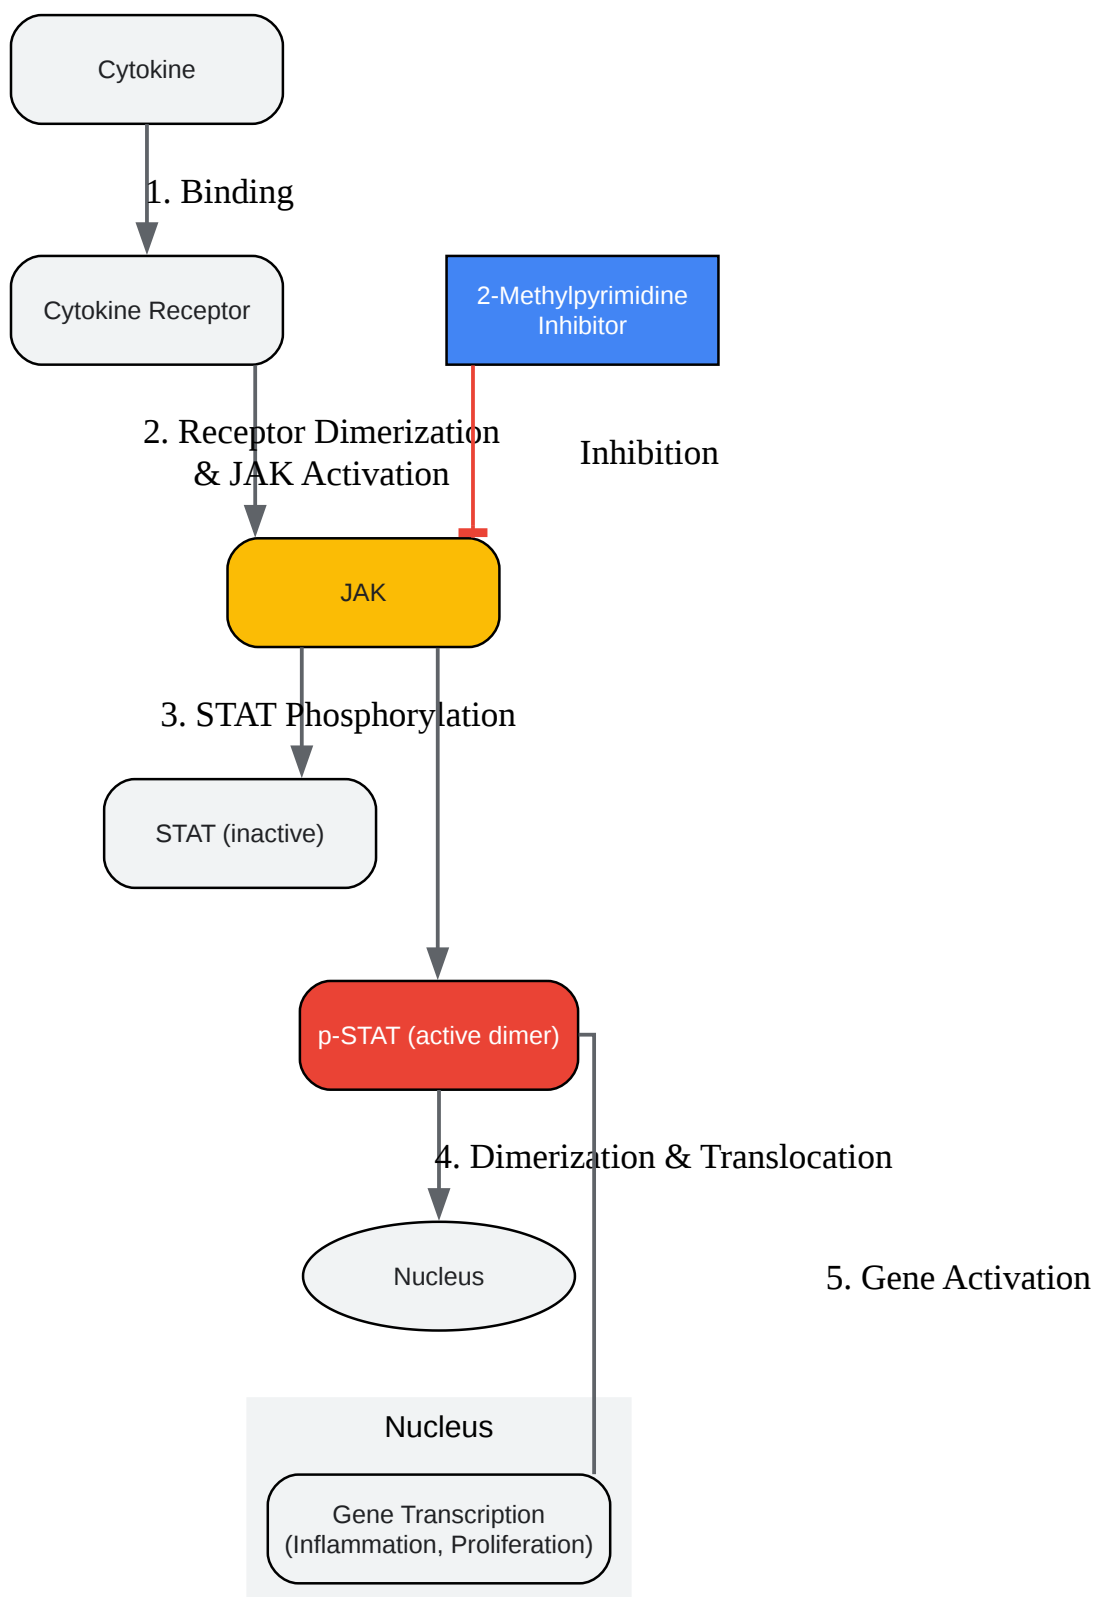 Cytokine
1. Binding
Cytokine Receptor
2-Methylpyrimidine
Inhibitor
2. Receptor Dimerization
& JAK Activation
Inhibition
JAK
3. STAT Phosphorylation
STAT (inactive)
p-STAT (active dimer)
4. Dimerization & Translocation
Nucleus
5. Gene Activation
Nucleus
Gene Transcription
(Inflammation, Proliferation)